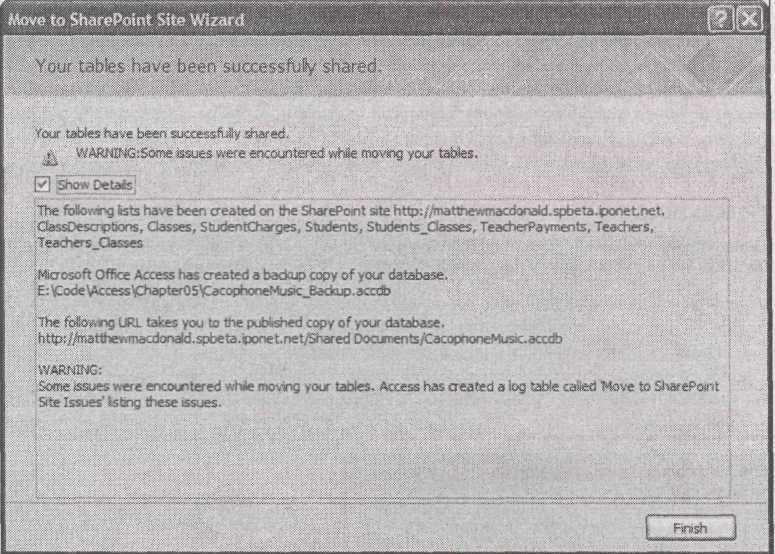 Move to SharePoint Site Wizard
Your tables have been successfully shared.
Your tables have been successfully shared.
WARNING:Some issues were encountered while moving your tables.
Show Details
The following lists have been created on the SharePoint site http://matthewmacdonald.spbeta.iponet.net.
ClassDescriptions, Classes, StudentCharges, Students, Students_Classes, TeacherPayments, Teachers,
Teachers_Classes
Microsoft Office Access has created a backup copy of your database.
E:\Code\Access\Chapter05\CacophoneMusic_Backup.accdb
The following URL takes you to the published copy of your database.
http://matthewmacdonald.spbeta.iponet.net/Shared Documents/CacophoneMusic.accdb
WARNING:
Some issues were encountered while moving your tables. Access has created a log table called 'Move to SharePoint
Site Issues' listing these issues.
Finish